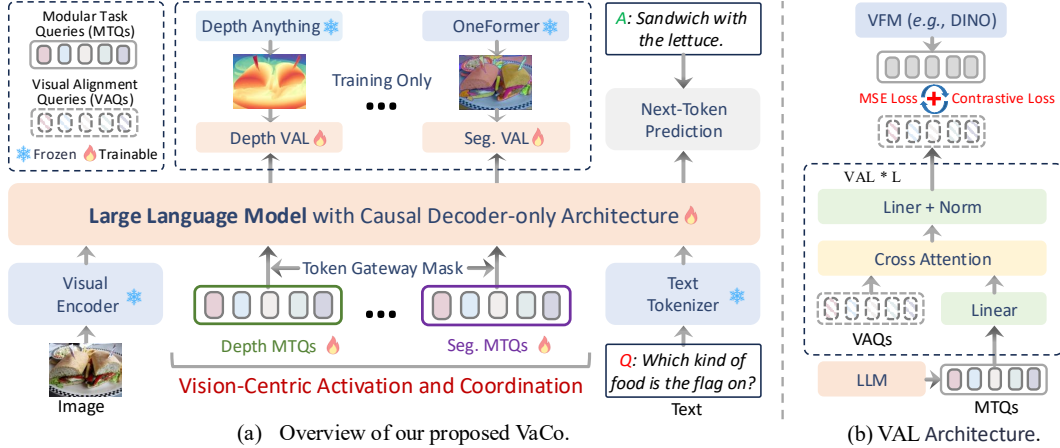 Modular Task
Queries (MTQs)
Visual Alignment
Queries (VAQs)
Frozen
Trainable
Depth Anything
OneFormer
Training Only
Depth VAL
Seg. VAL
A: Sandwich with
the lettuce.
Next-Token
Prediction
Large Language Model with Causal Decoder-only Architecture
Visual
Encoder
Token Gateway Mask
Text
Tokenizer
Depth MTQs
Seg. MTQs
Vision-Centric Activation and Coordination
Image
Q: Which kind of
food is the flag on?
Text
(a) Overview of our proposed VaCo.
VFM (e.g., DINO)
MSE Loss
Contrastive Loss
VAL * L
Liner + Norm
Cross Attention
VAQs
Linear
LLM
MTQs
(b) VAL Architecture.